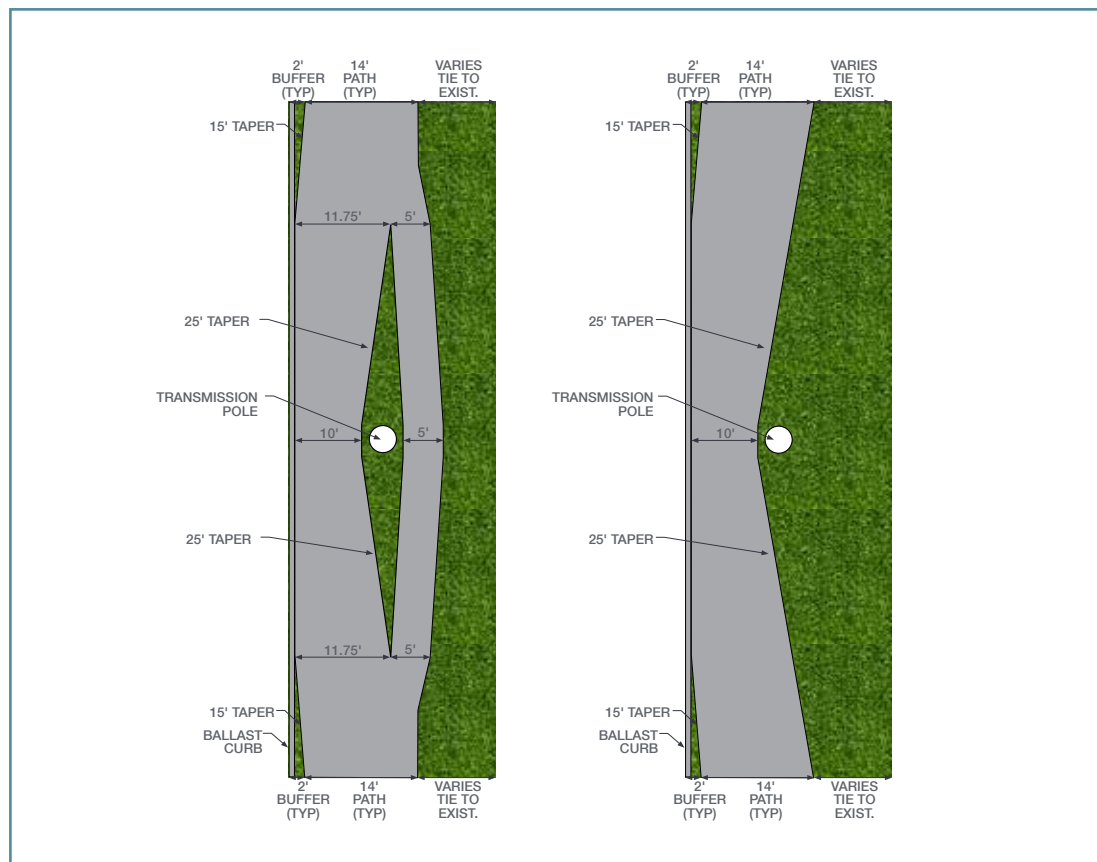 2'
BUFFER
(TYP)
14'
PATH
(TYP)
VARIES
TIE TO
EXIST.
15' TAPER
11.75'
5'
25' TAPER
TRANSMISSION
POLE
10'
5'
25' TAPER
11.75'
5'
15' TAPER
BALLAST
CURB
2'
BUFFER
(TYP)
14'
PATH
(TYP)
VARIES
TIE TO
EXIST.
2'
BUFFER
(TYP)
14'
PATH
(TYP)
VARIES
TIE TO
EXIST.
15' TAPER
25' TAPER
TRANSMISSION
POLE
10'
25' TAPER
15' TAPER
BALLAST
CURB
2'
BUFFER
(TYP)
14'
PATH
(TYP)
VARIES
TIE TO
EXIST.